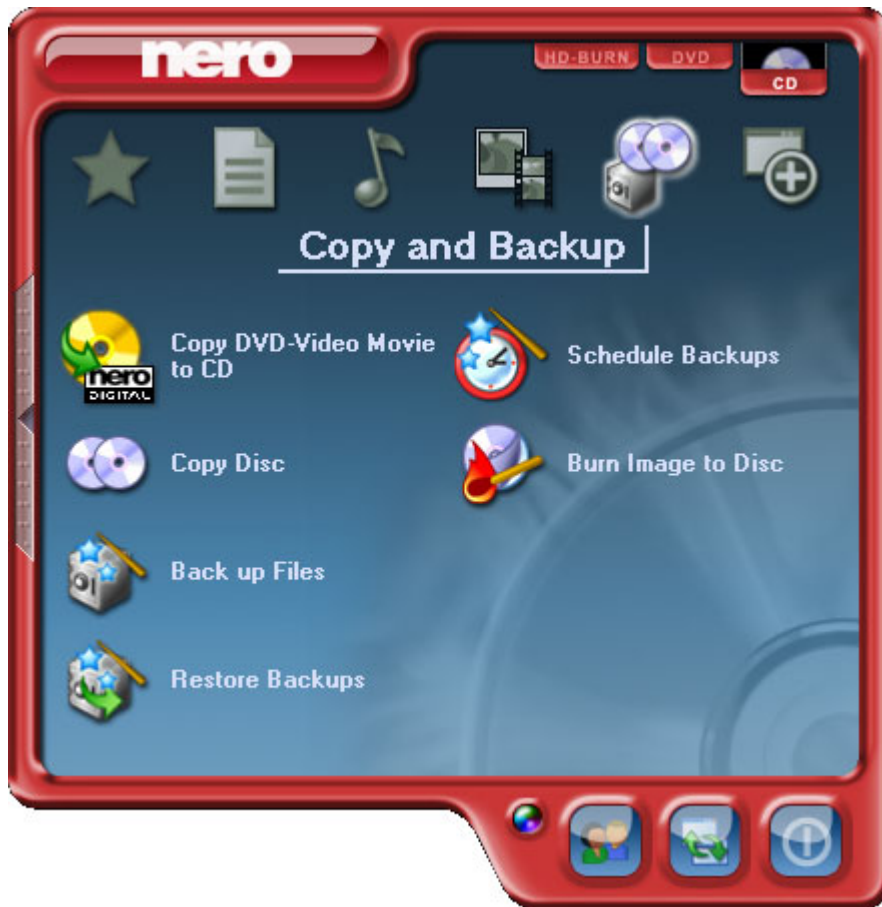 nero
HD-BURN
DVD
CD
Copy and Backup
Copy DVD-Video Movie
to CD
nero
DIGITAL
Schedule Backups
Copy Disc
Burn Image to Disc
Back up Files
Restore Backups